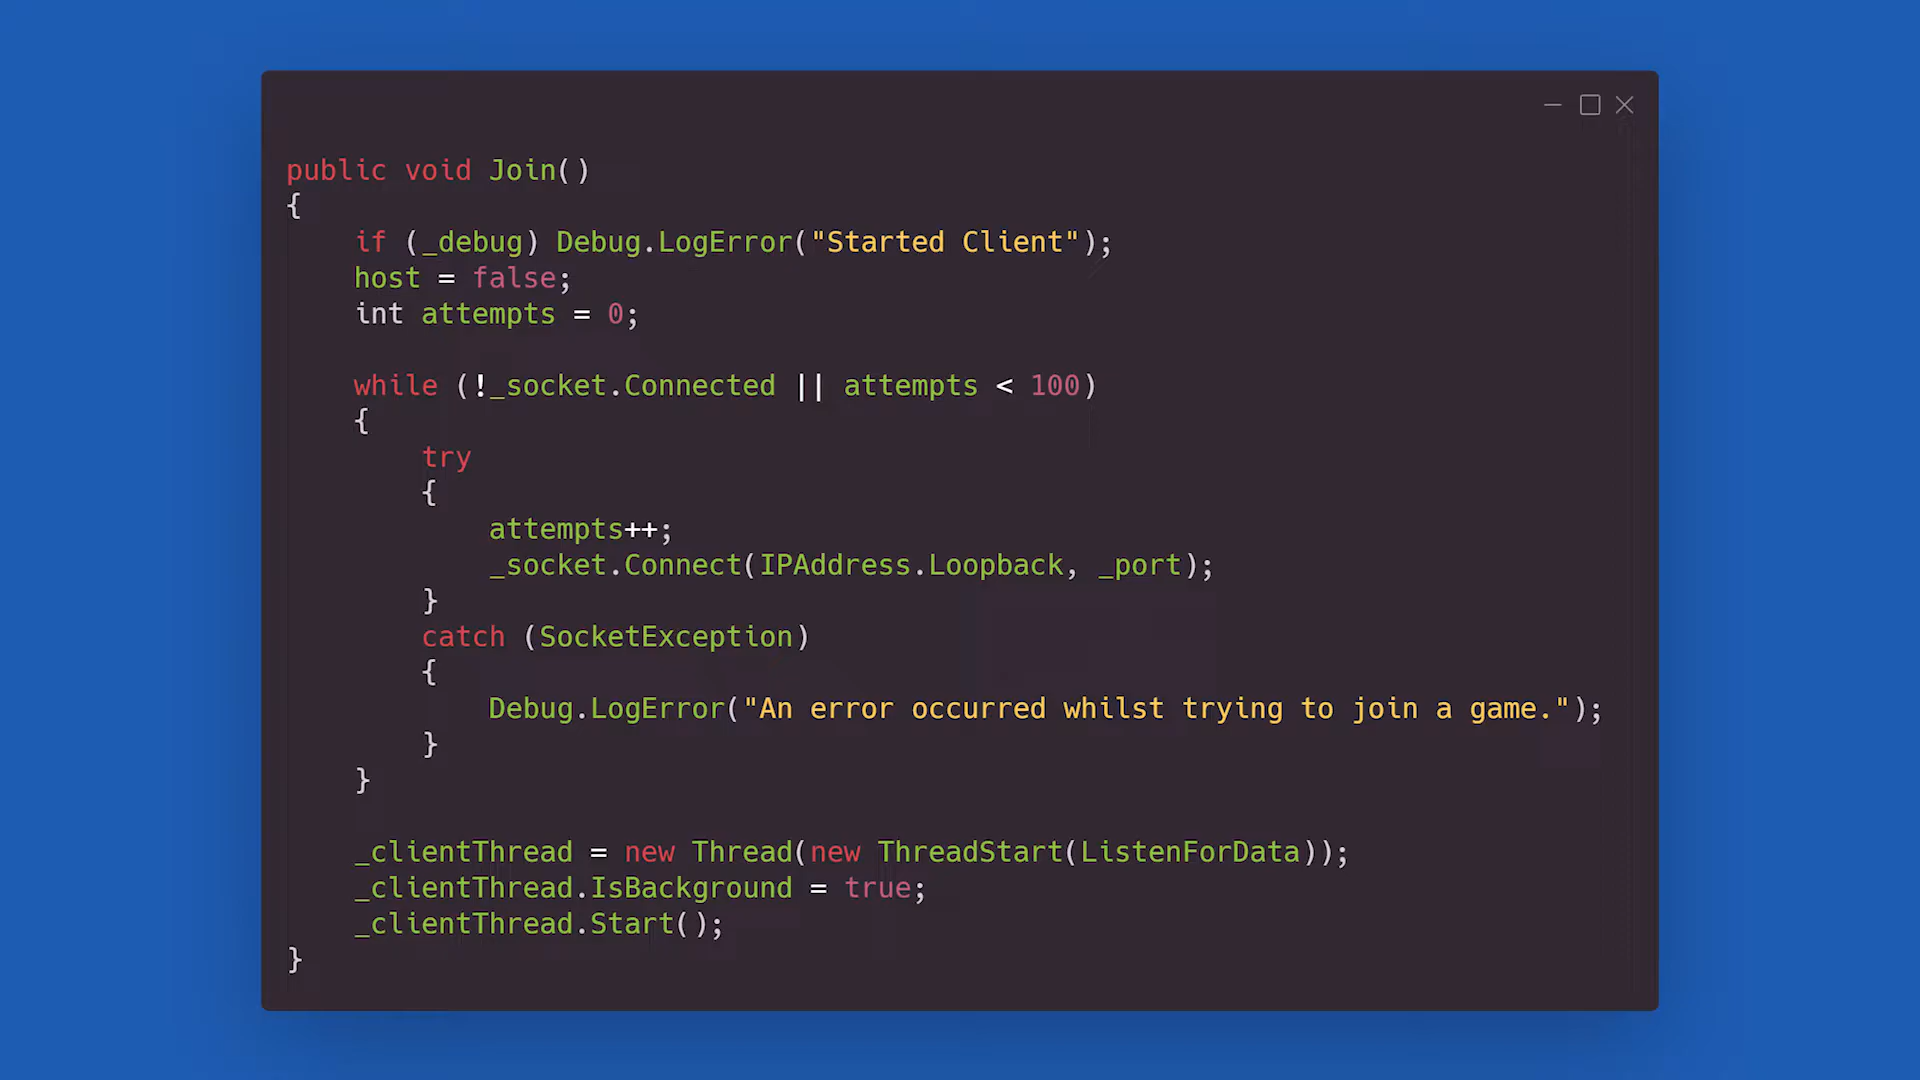 public void Join()
{
    if (_debug) Debug.LogError("Started Client");
    host = false;
    int attempts = 0;

    while (!_socket.Connected || attempts < 100)
    {
        try
        {
            attempts++;
            _socket.Connect(IPAddress.Loopback, _port);
        }
        catch (SocketException)
        {
            Debug.LogError("An error occurred whilst trying to join a game.");
        }
    }

    _clientThread = new Thread(new ThreadStart(ListenForData));
    _clientThread.IsBackground = true;
    _clientThread.Start();
}